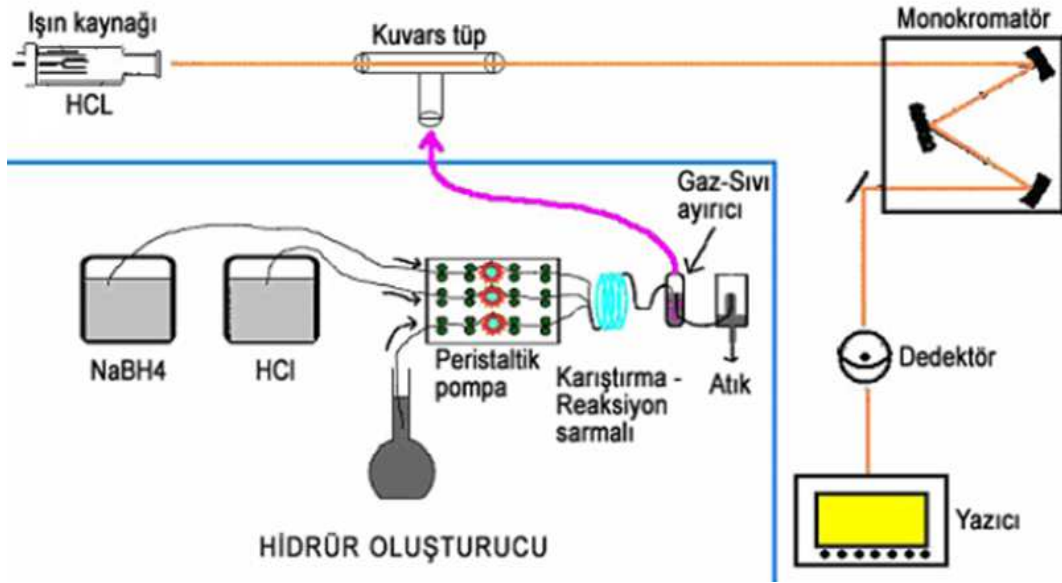 Işın kaynağı
HCL
Kuvars tüp
Monokromatör
Gaz-Sıvı
ayırıcı
NaBH4
HCl
Peristaltik
pompa
Karıştırma -
Reaksiyon
sarmalı
Atık
Dedektör
Yazıcı
HİDRÜR OLUŞTURUCU